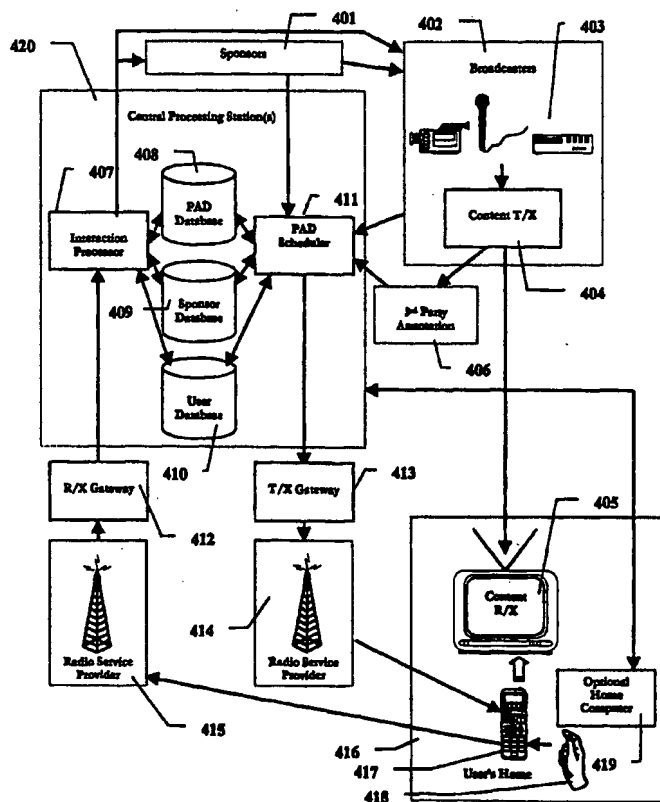 401
402
403
420
Sponsors
Broadcasters
Central Processing Station(s)
408
407
411
PAD
Database
PAD
Scheduler
Interaction
Processor
Content T/X
404
409
Sponsor
Database
3rd Party
Annotation
406
User
Database
R/X Gateway
410
T/X Gateway
413
405
412
Content
R/X
414
Radio Service
Provider
Radio Service
Provider
Optional
Home
Computer
415
416
417
User's Home
419
418